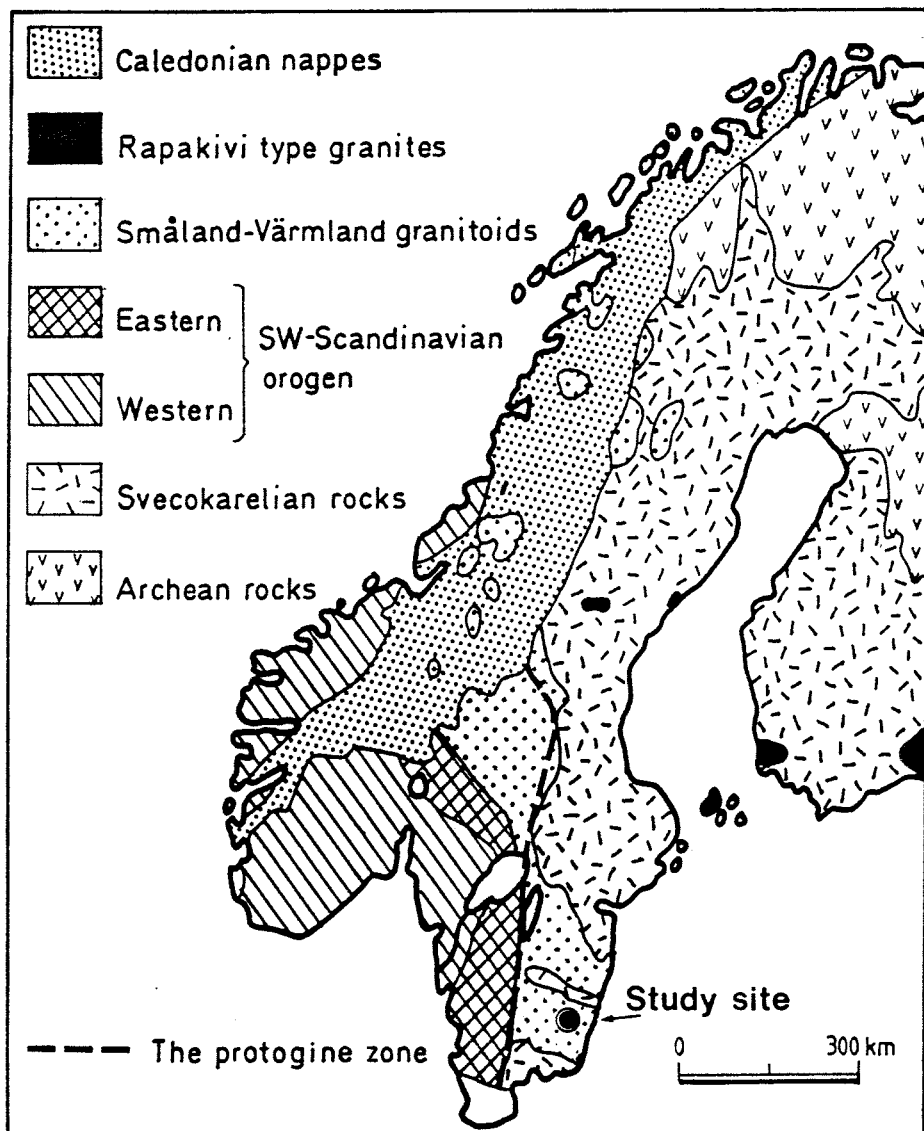 Caledonian nappes
Rapakivi type granites
Småland-Värmland granitoids
Eastern
SW-Scandinavian
orogen
Western
Svecokarelian rocks
Archean rocks
Study site
The protogine zone
0 300 km